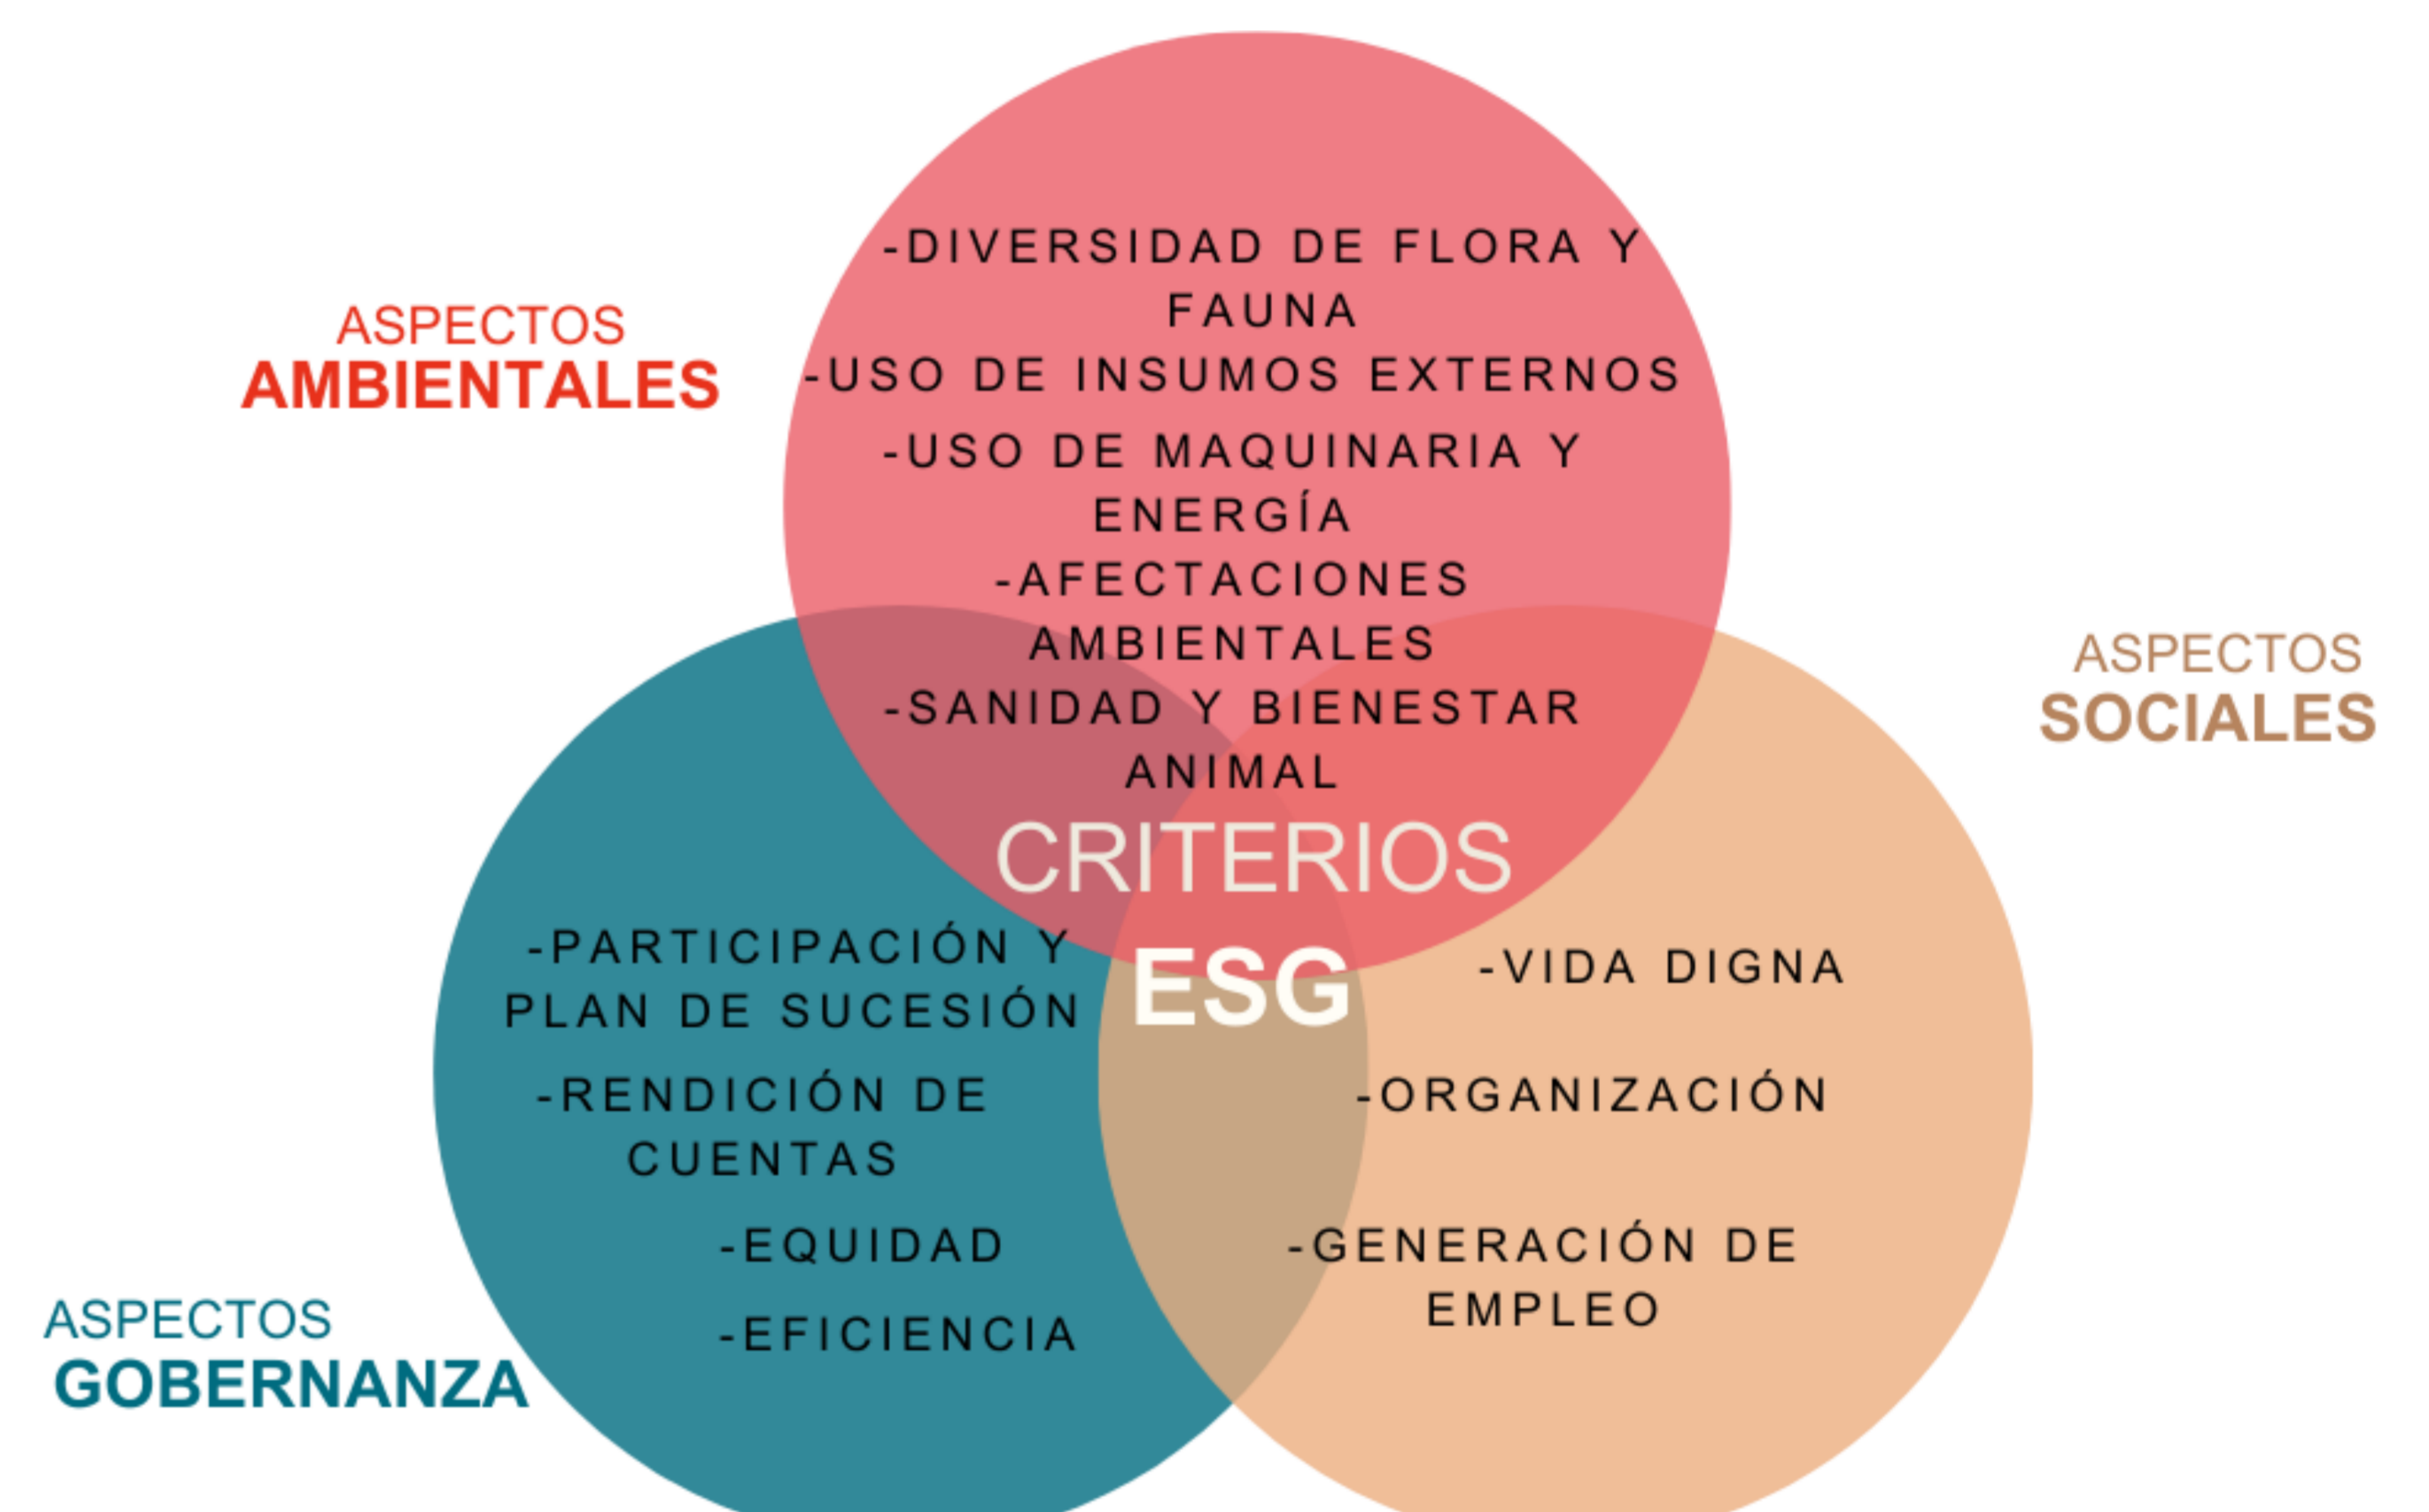 -DIVERSIDAD DE FLORA Y
FAUNA
-USO DE INSUMOS EXTERNOS
-USO DE MAQUINARIA Y
ENERGÍA
-AFECTACIONES
AMBIENTALES
-SANIDAD Y BIENESTAR
ANIMAL
ASPECTOS
AMBIENTALES
ASPECTOS
SOCIALES
CRITERIOS
ESG
-PARTICIPACIÓN Y
PLAN DE SUCESIÓN
-RENDICIÓN DE
CUENTAS
-EQUIDAD
-EFICIENCIA
-VIDA DIGNA
-ORGANIZACIÓN
-GENERACIÓN DE
EMPLEO
ASPECTOS
GOBERNANZA